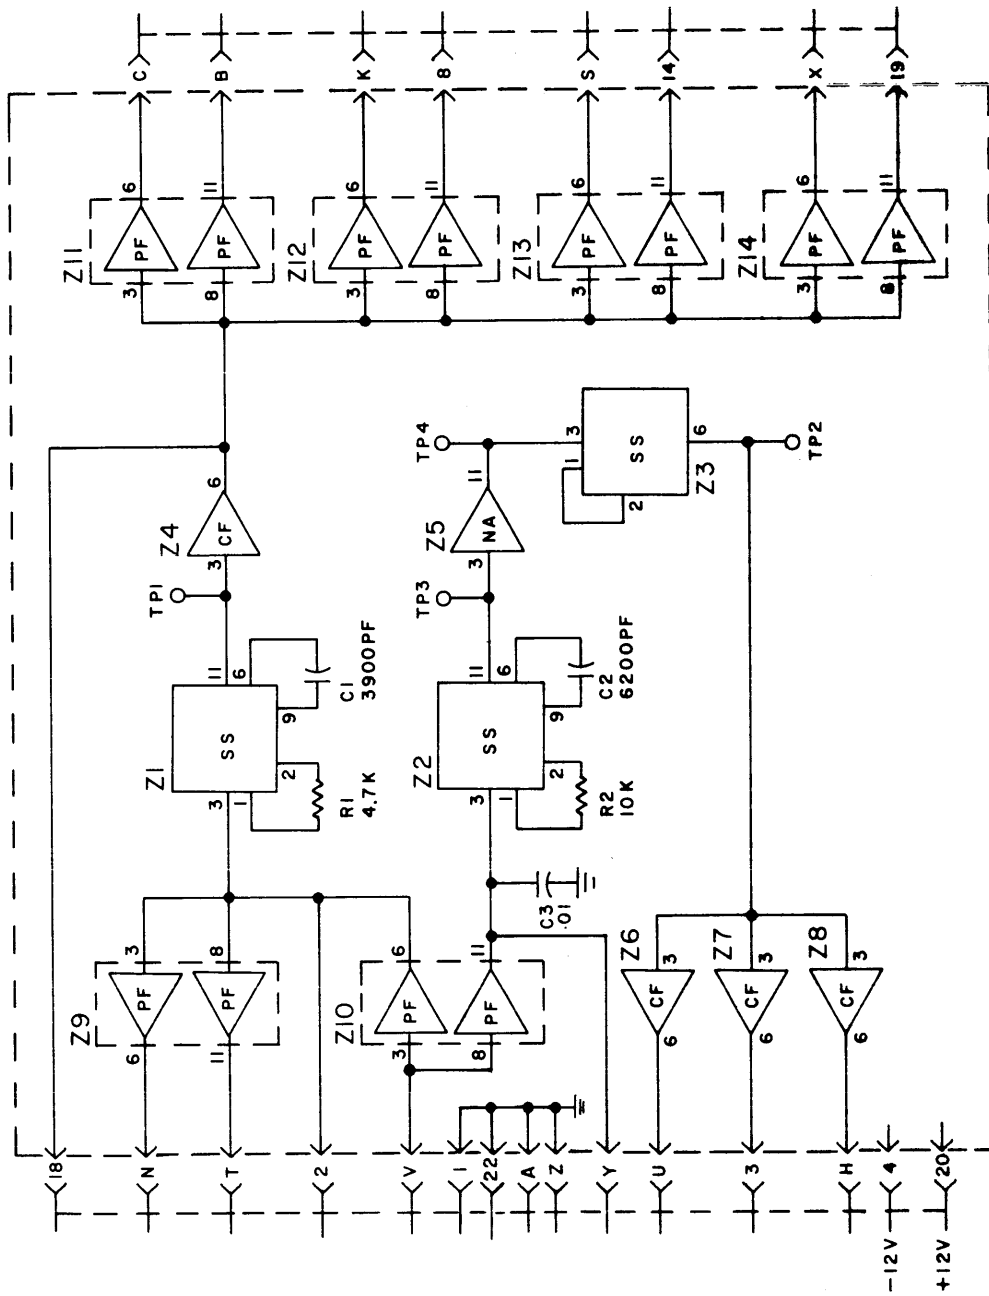 C
B
K
8
S
14
X
19
6
11
6
11
6
11
6
11
Z11
PF
PF
Z12
PF
PF
Z13
PF
PF
Z14
PF
PF
3
8
3
8
3
8
3
8
6
Z4
CF
3
TP1
TP4
11
Z5
NA
3
TP3
3
1
SS
2
6
Z3
TP2
11
6
Z1
SS
9
3
1
2
C1
3900PF
R1
4.7K
11
6
Z2
SS
9
3
1
2
C2
6200PF
R2
10K
C3
.01
3
8
Z9
PF
PF
6
11
6
11
Z10
PF
PF
3
8
Z6
3
CF
6
Z7
3
CF
6
Z8
3
CF
6
18
N
T
2
V
1
22
A
Z
Y
U
3
H
4
20
-12V
+12V